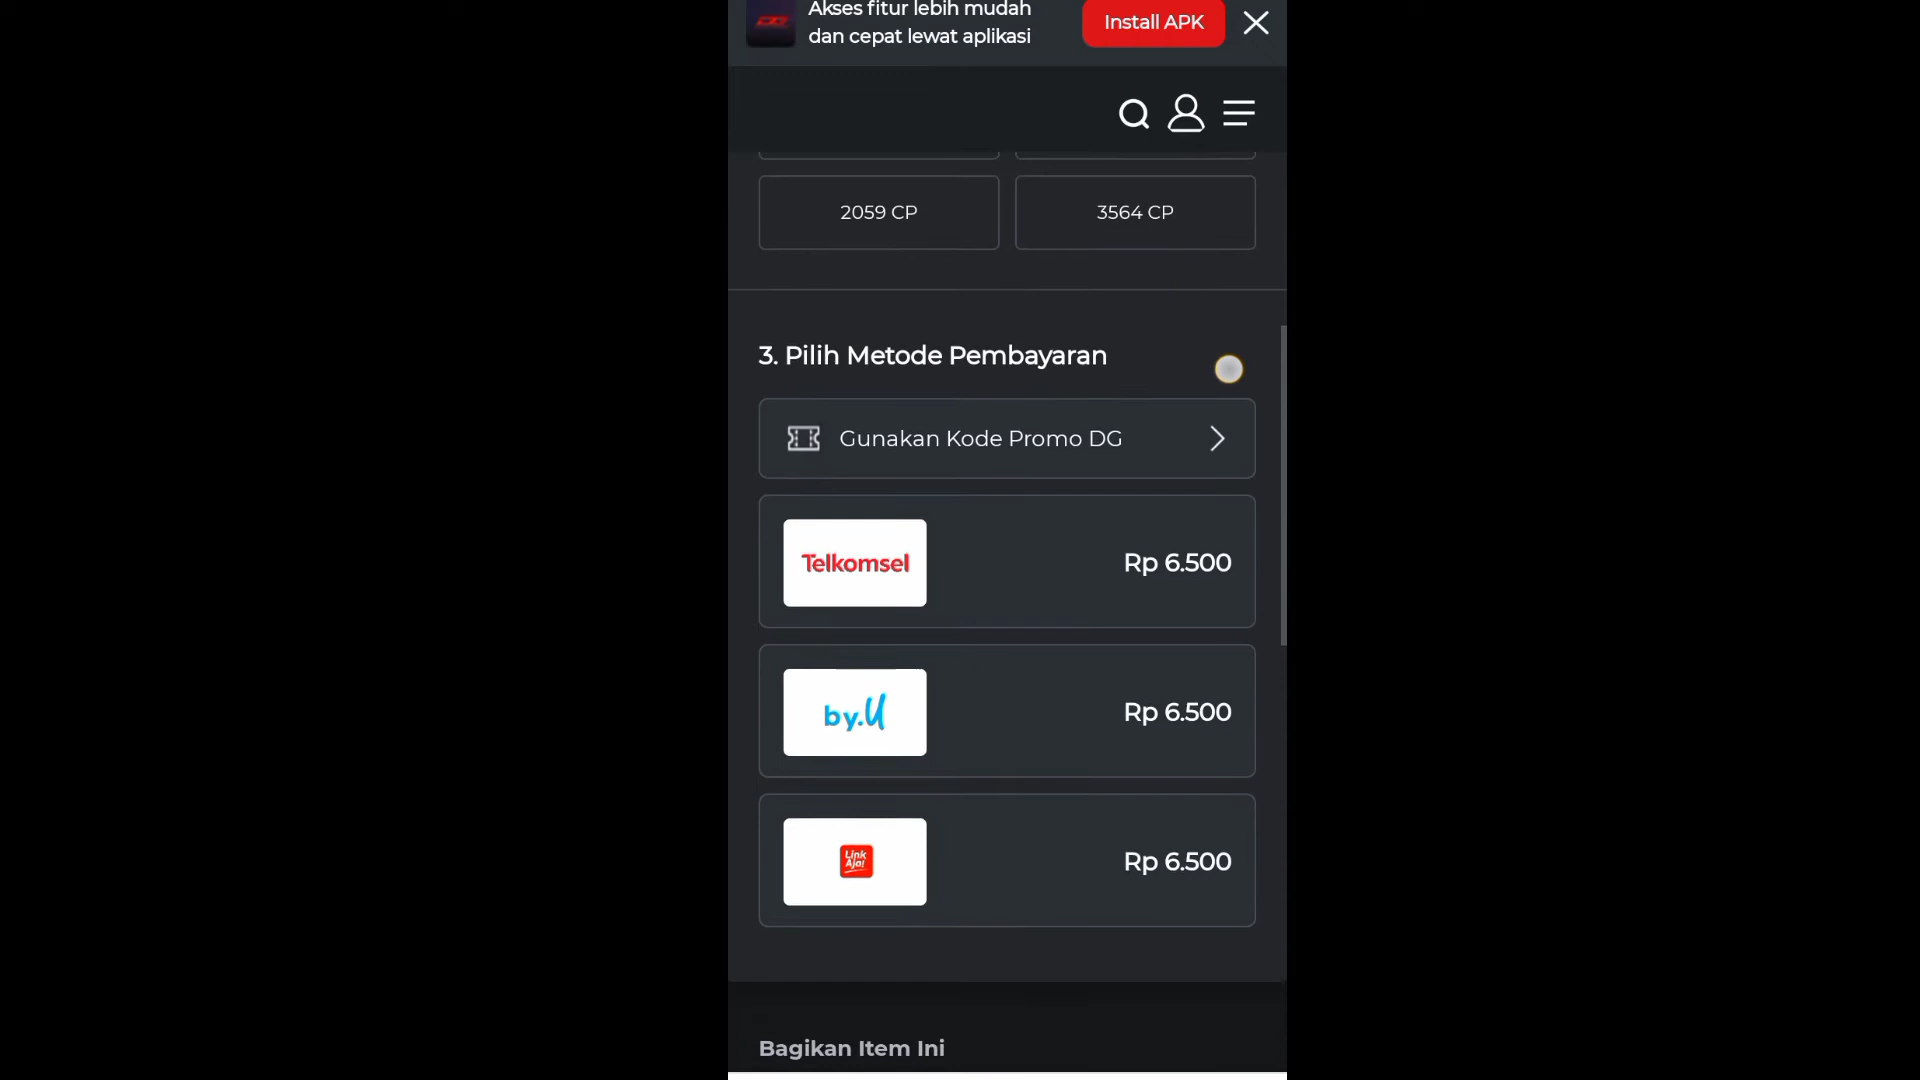 Akses fitur lebih mudah
dan cepat lewat aplikasi
Install APK
2059 CP
3564 CP
3. Pilih Metode Pembayaran
Gunakan Kode Promo DG
Telkomsel
Rp 6.500
by.U
Rp 6.500
Link
Aja!
Rp 6.500
Bagikan Item Ini